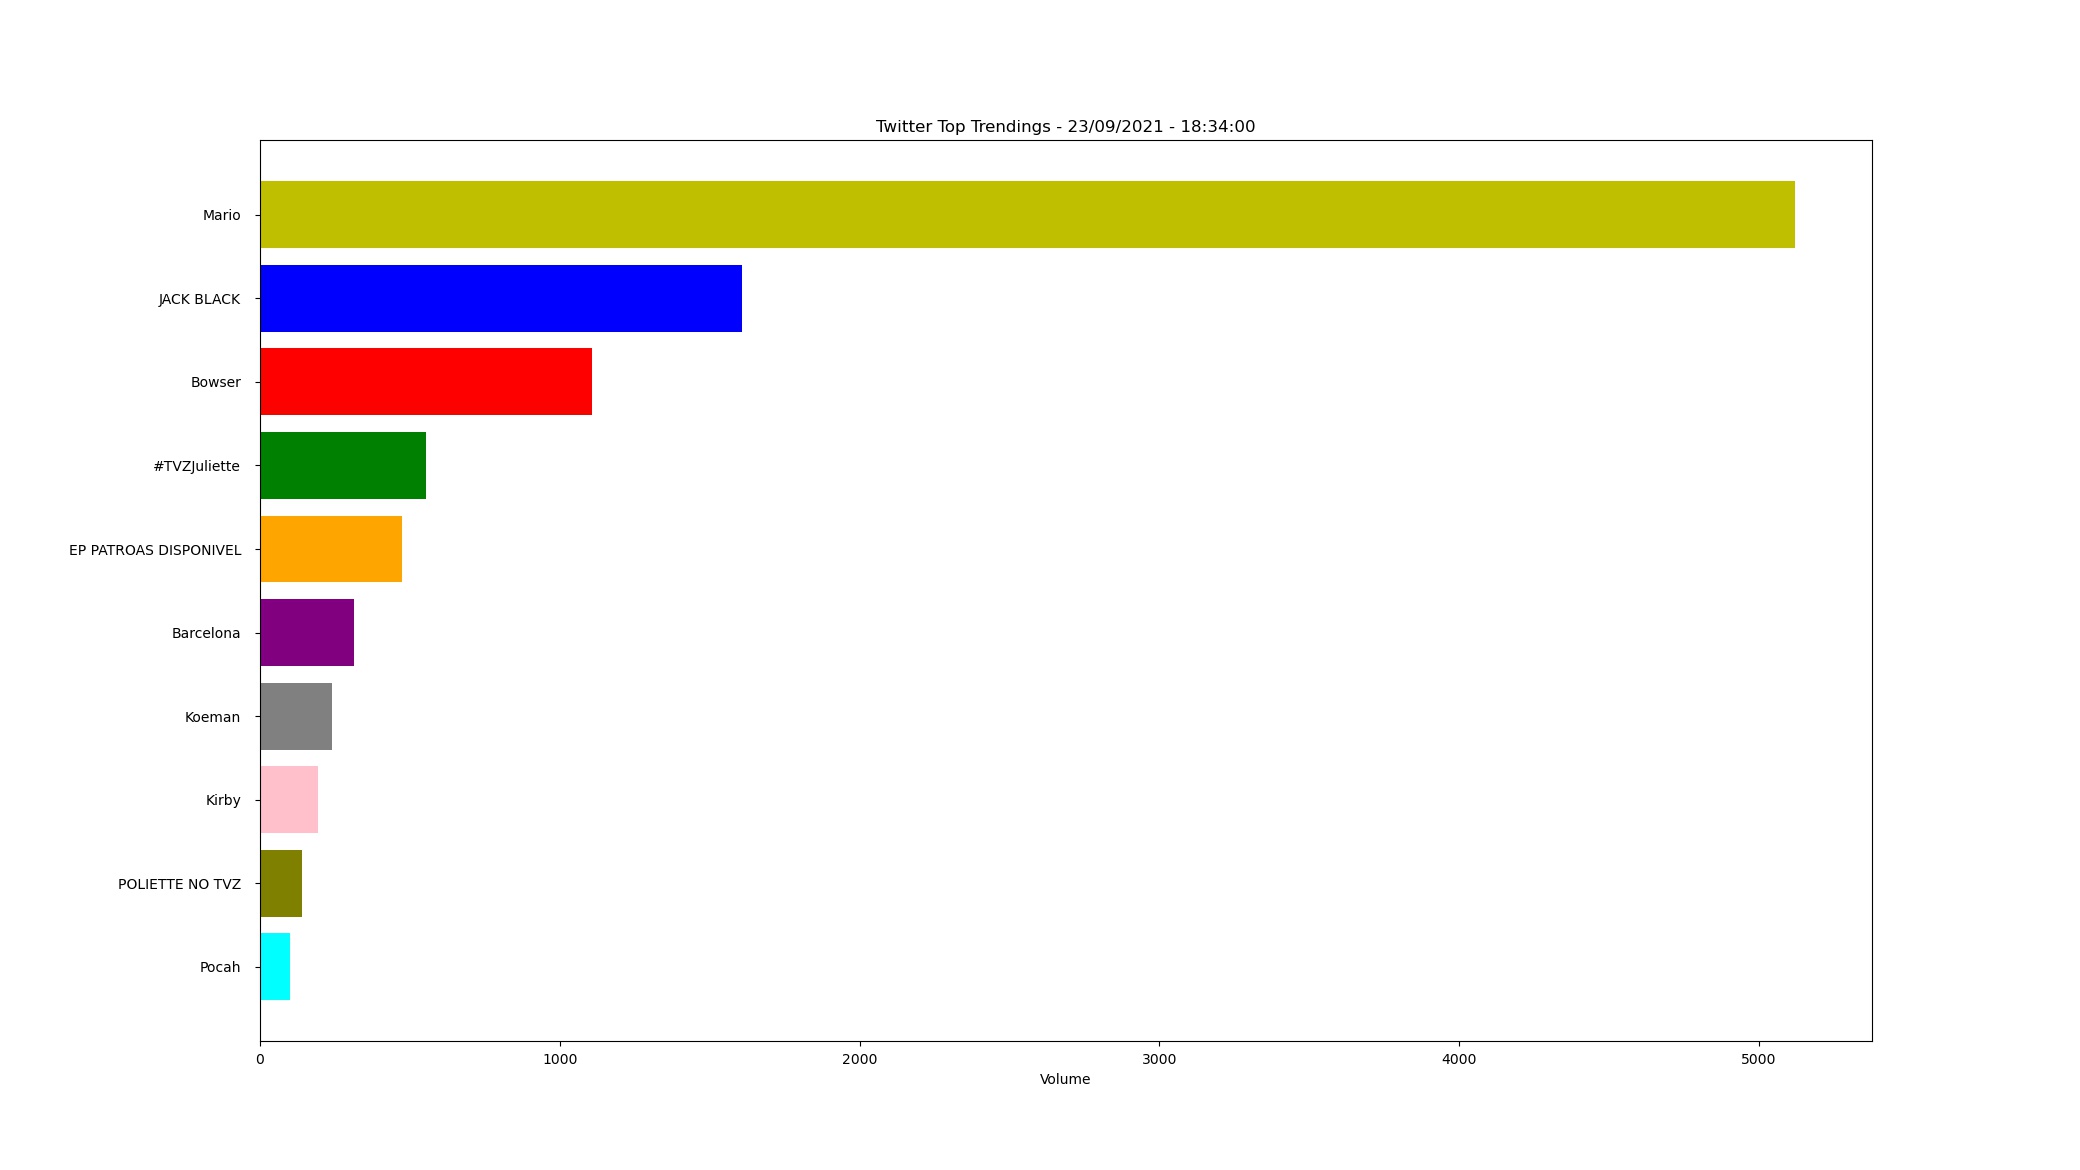 Twitter Top Trendings - 23/09/2021 - 18:34:00
Mario
JACK BLACK
Bowser
#TVZJuliette
EP PATROAS DISPONIVEL
Barcelona
Koeman
Kirby
POLIETTE NO TVZ
Pocah
0 1000 2000 3000 4000 5000
Volume